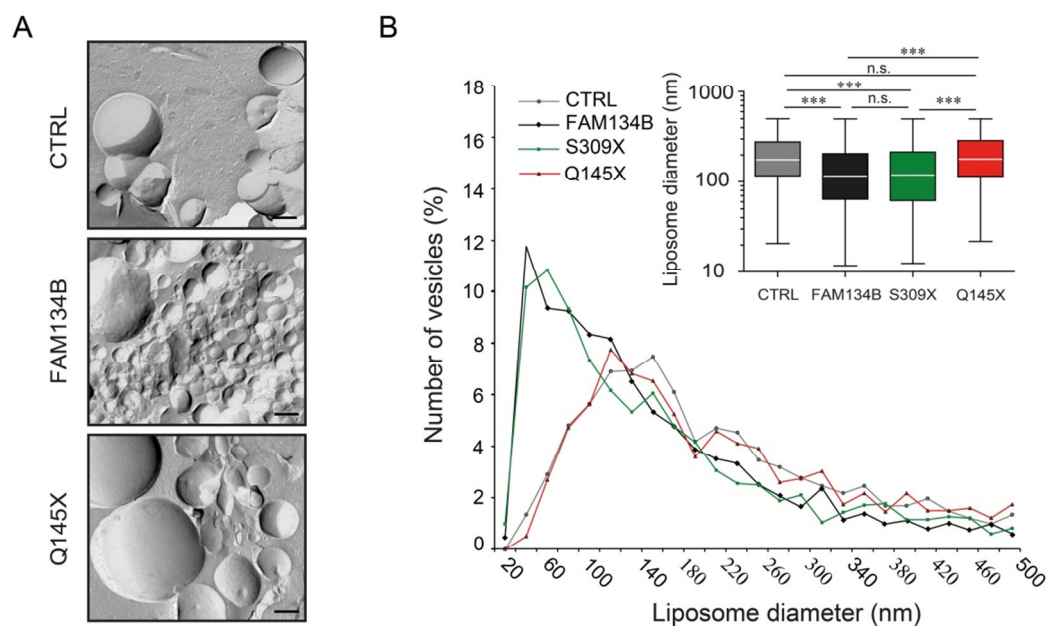 A
CTRL
FAM134B
Q145X
B
Number of vesicles (%)
18
16
14
12
10
8
6
4
2
0
CTRL
FAM134B
S309X
Q145X
20
60
100
140
180
220
260
300
340
380
420
460
500
Liposome diameter (nm)
Liposome diameter (nm)
1000
100
10
***
n.s.
***
*** n.s. ***
CTRL FAM134B S309X Q145X